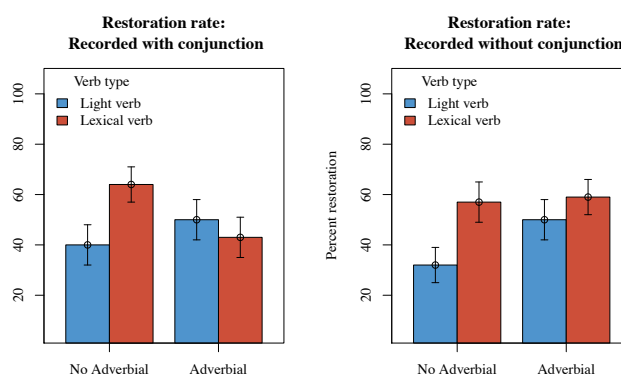 Restoration rate:
Recorded with conjunction
Verb type
Light verb
Lexical verb
100
80
60
40
20
No Adverbial
Adverbial
Restoration rate:
Recorded without conjunction
Percent restoration
Verb type
Light verb
Lexical verb
100
80
60
40
20
No Adverbial
Adverbial